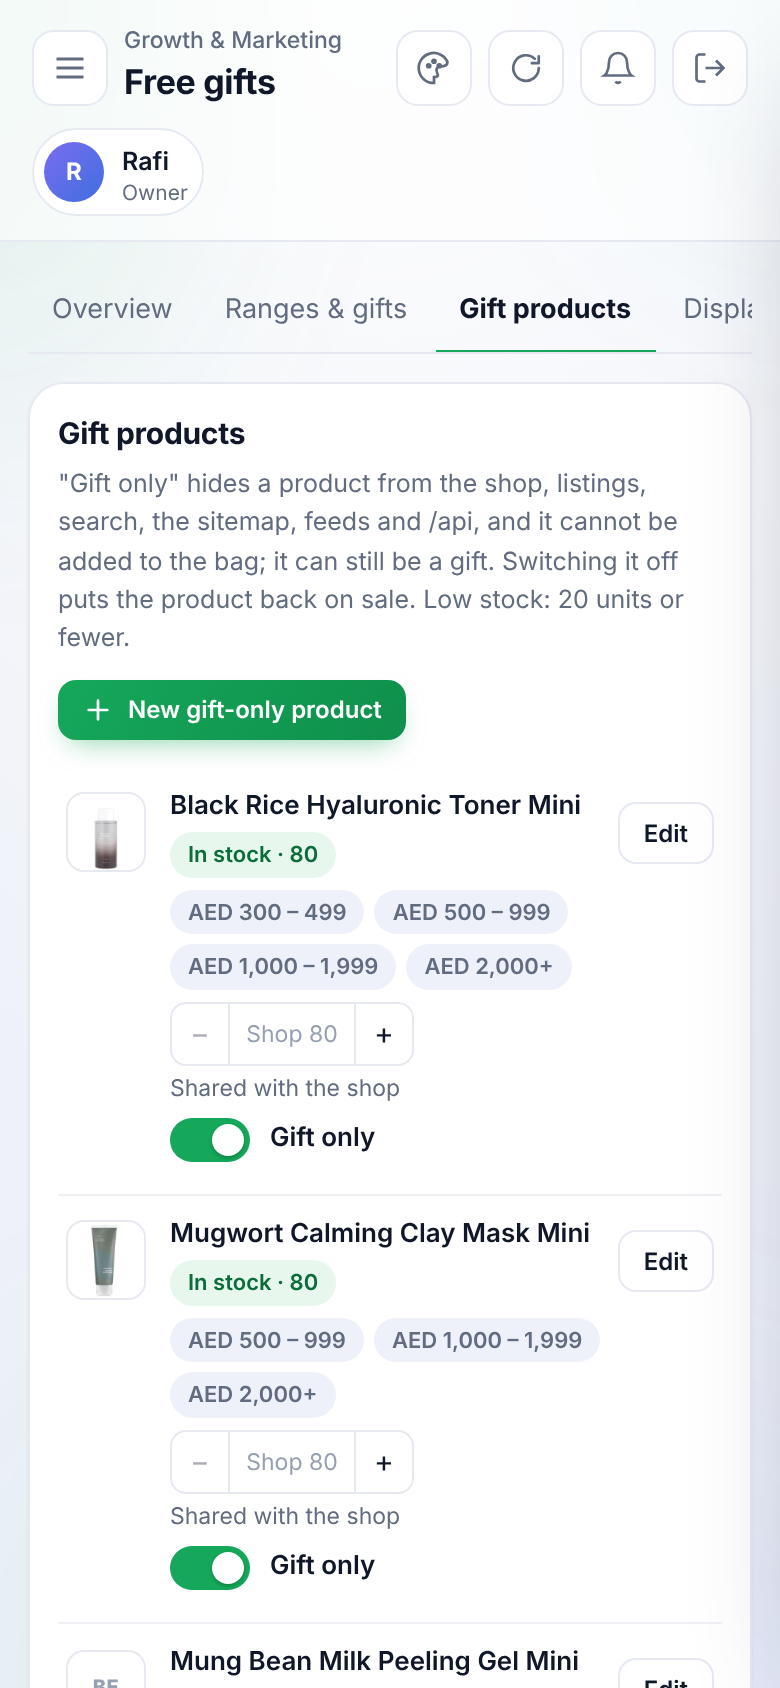 Growth & Marketing
Free gifts
R
Rafi
Owner
Overview
Ranges & gifts
Gift products
Displa
Gift products
"Gift only" hides a product from the shop, listings,
search, the sitemap, feeds and /api, and it cannot be
added to the bag; it can still be a gift. Switching it off
puts the product back on sale. Low stock: 20 units or
fewer.
+ New gift-only product
Black Rice Hyaluronic Toner Mini
Edit
In stock · 80
AED 300 – 499
AED 500 – 999
AED 1,000 – 1,999
AED 2,000+
− Shop 80 +
Shared with the shop
Gift only
Mugwort Calming Clay Mask Mini
Edit
In stock · 80
AED 500 – 999
AED 1,000 – 1,999
AED 2,000+
− Shop 80 +
Shared with the shop
Gift only
Mung Bean Milk Peeling Gel Mini
Edit